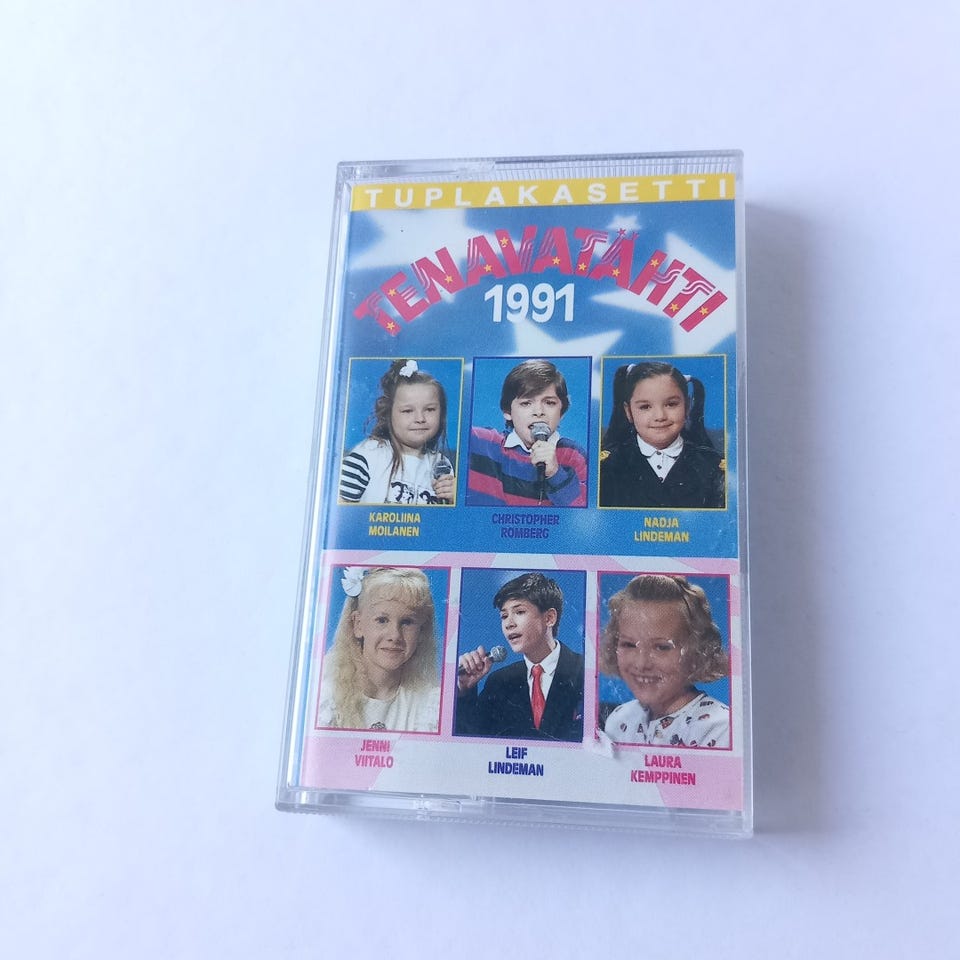 TUPLAKASETTI
TENAVATÄHTI
1991
KAROLIINA
MOILANEN
CHRISTOPHER
ROMBERG
NADJA
LINDEMAN
JENNI
VIITALO
LEIF
LINDEMAN
LAURA
KEMPPINEN